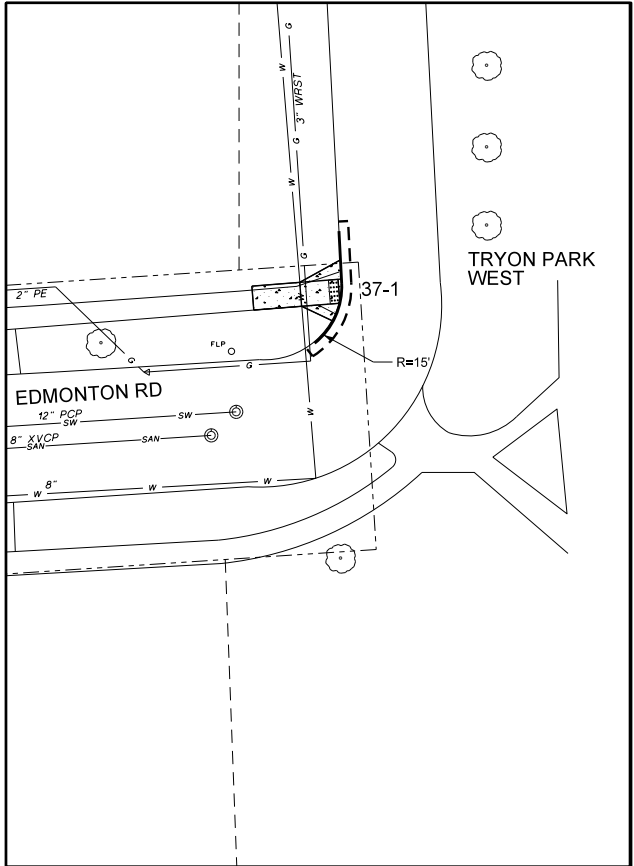 G
W
3" WRST
G
W
G
TRYON PARK
WEST
W
2" PE
37-1
FLP
G
G
R=15'
EDMONTON RD
12" PCP
SW
SW
W
8" XVCP
SAN
SAN
8"
W
W
W